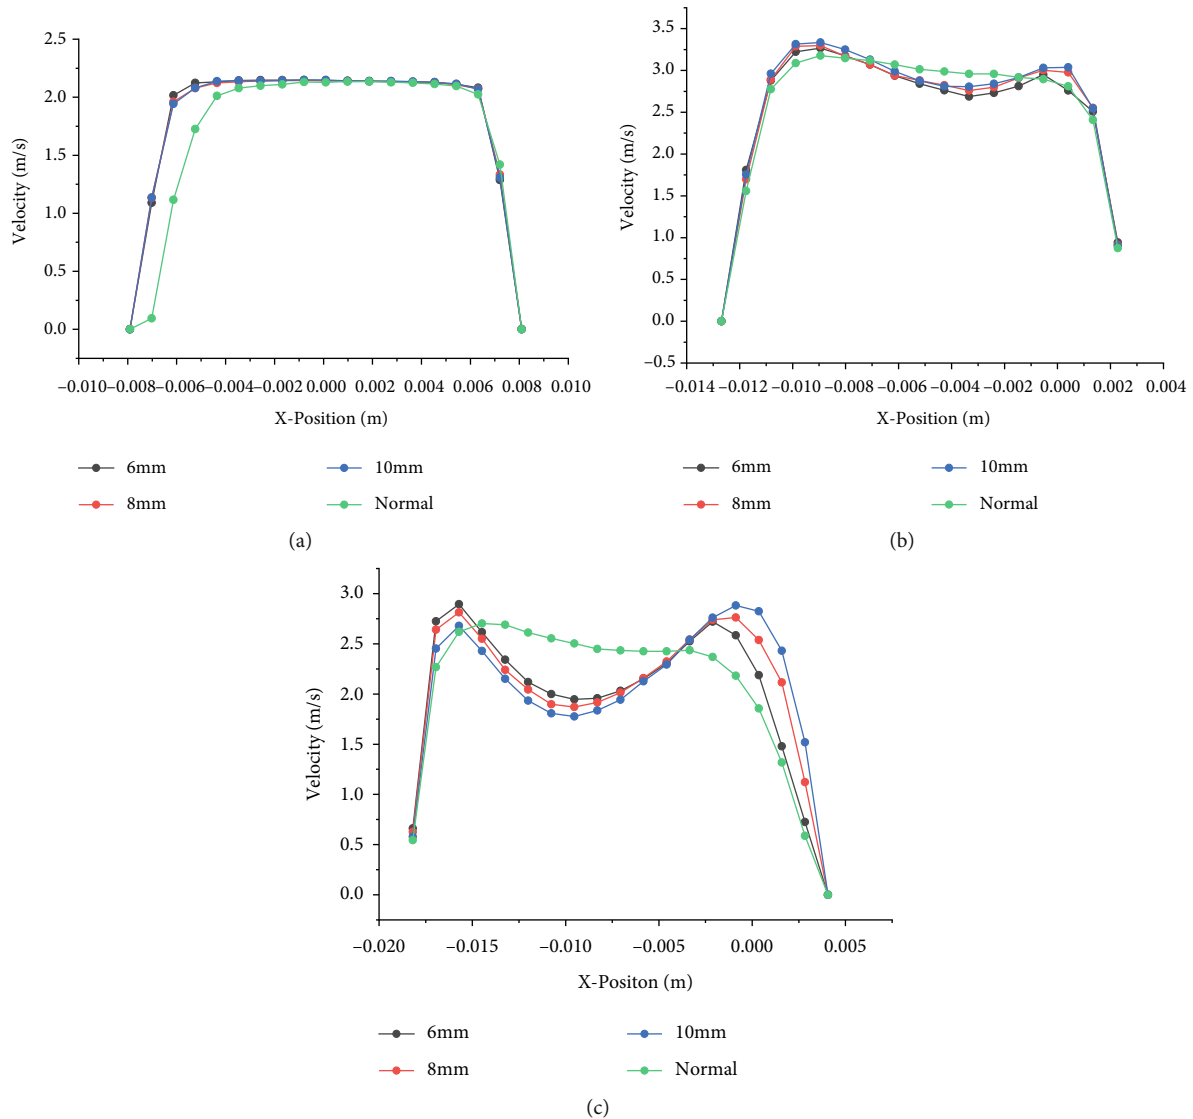 2.5
2.0
1.5
1.0
0.5
0.0
Velocity (m/s)
−0.010 −0.008 −0.006 −0.004 −0.002 0.000 0.002 0.004 0.006 0.008 0.010
X-Position (m)
6mm 10mm
8mm Normal
(a)
3.5
3.0
2.5
3.0
1.5
1.0
0.5
0.0
−0.5
Velocity (m/s)
−0.014 −0.012 −0.010 −0.008 −0.006 −0.004 −0.002 0.000 0.002 0.004
X-Position (m)
6mm 10mm
8mm Normal
(b)
3.0
2.5
2.0
1.5
1.0
0.5
0.0
Velocity (m/s)
−0.020 −0.015 −0.010 −0.005 0.000 0.005
X-Positon (m)
6mm 10mm
8mm Normal
(c)